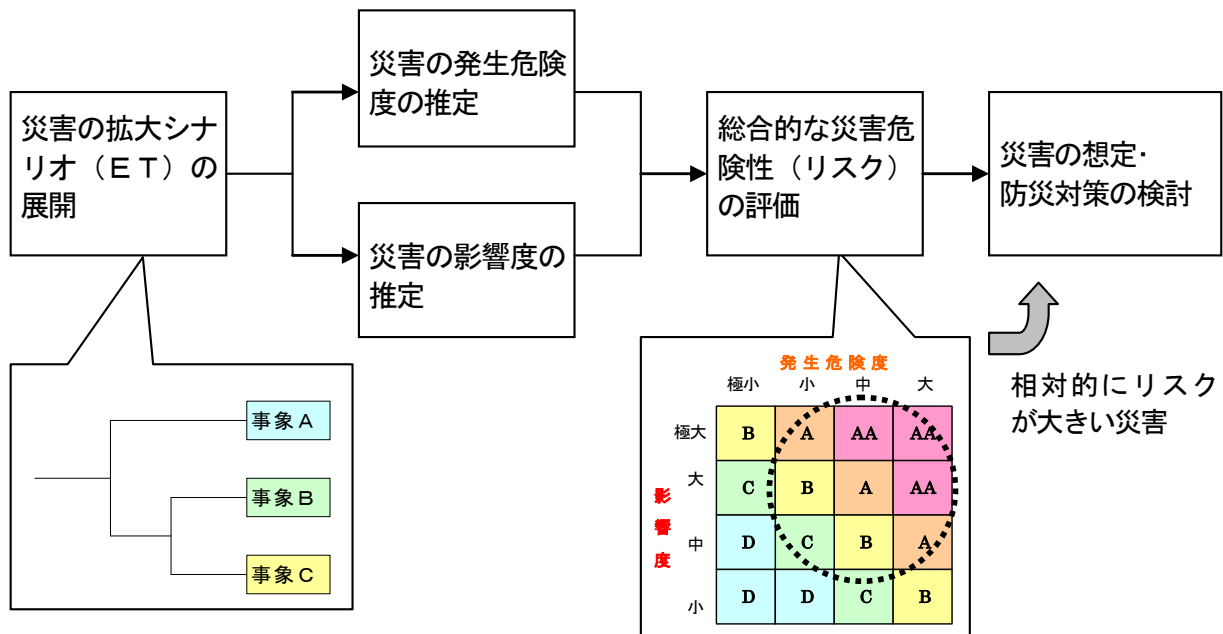 災害の拡大シナ
リオ（ＥＴ）の
展開
災害の発生危険
度の推定
災害の影響度の
推定
総合的な災害危
険性（リスク）
の評価
災害の想定・
防災対策の検討
事象Ａ
事象Ｂ
事象Ｃ
発生危険度
極小 小 中 大
影響度
極大 B A AA AA
大 C B A AA
中 D C B A
小 D D C B
相対的にリスク
が大きい災害